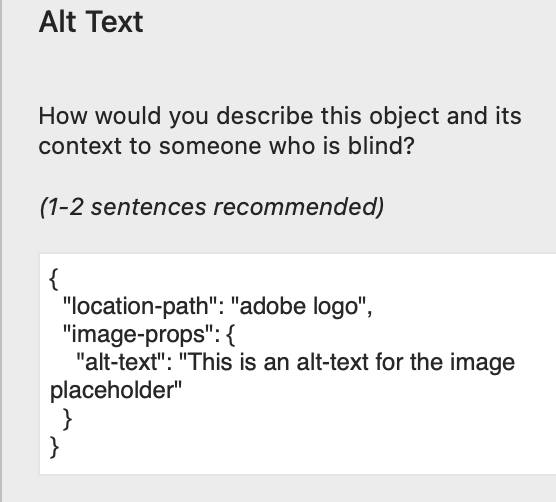 Alt Text
How would you describe this object and its
context to someone who is blind?
(1-2 sentences recommended)
{
"location-path": "adobe logo",
"image-props": {
"alt-text": "This is an alt-text for the image
placeholder"
}
}